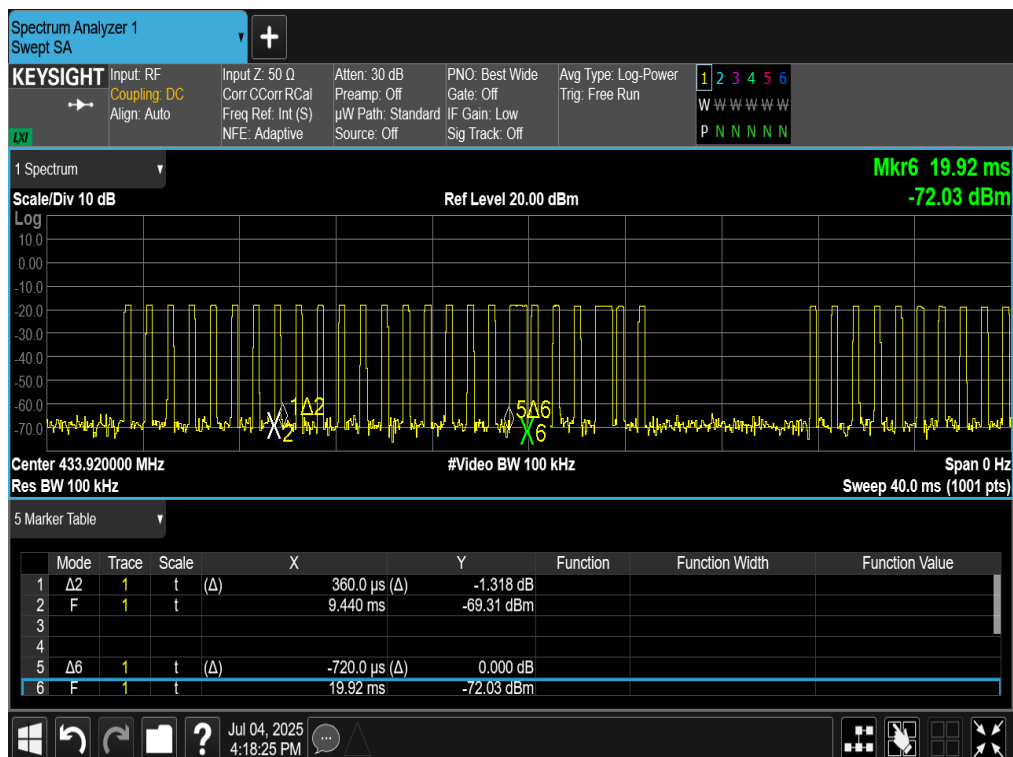 Spectrum Analyzer 1
Swept SA
+
KEYSIGHT
LXI
Input: RF
Coupling: DC
Align: Auto
Input Z: 50 Ω
Corr CCorr RCal
Freq Ref: Int (S)
NFE: Adaptive
Atten: 30 dB
Preamp: Off
µW Path: Standard
Source: Off
PNO: Best Wide
Gate: Off
IF Gain: Low
Sig Track: Off
Avg Type: Log-Power
Trig: Free Run
1 2 3 4 5 6
W W W W W W
P N N N N N
1 Spectrum
Mkr6 19.92 ms
-72.03 dBm
Scale/Div 10 dB
Ref Level 20.00 dBm
Log
10.0
0.00
-10.0
-20.0
-30.0
-40.0
-50.0
-60.0
-70.0
1Δ2
2
5Δ6
6
Center 433.920000 MHz
#Video BW 100 kHz
Span 0 Hz
Res BW 100 kHz
Sweep 40.0 ms (1001 pts)
5 Marker Table
Mode Trace Scale X Y Function Function Width Function Value
1 Δ2 1 t (Δ) 360.0 µs (Δ) -1.318 dB
2 F 1 t 9.440 ms -69.31 dBm
3
4
5 Δ6 1 t (Δ) -720.0 µs (Δ) 0.000 dB
6 F 1 t 19.92 ms -72.03 dBm
?
Jul 04, 2025
4:18:25 PM